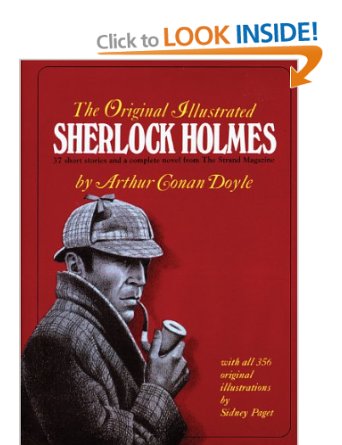 Click to LOOK INSIDE!
The Original Illustrated
SHERLOCK HOLMES
37 short stories and a complete novel from The Strand Magazine
by Arthur Conan Doyle
with all 356
original
illustrations
by
Sidney Paget